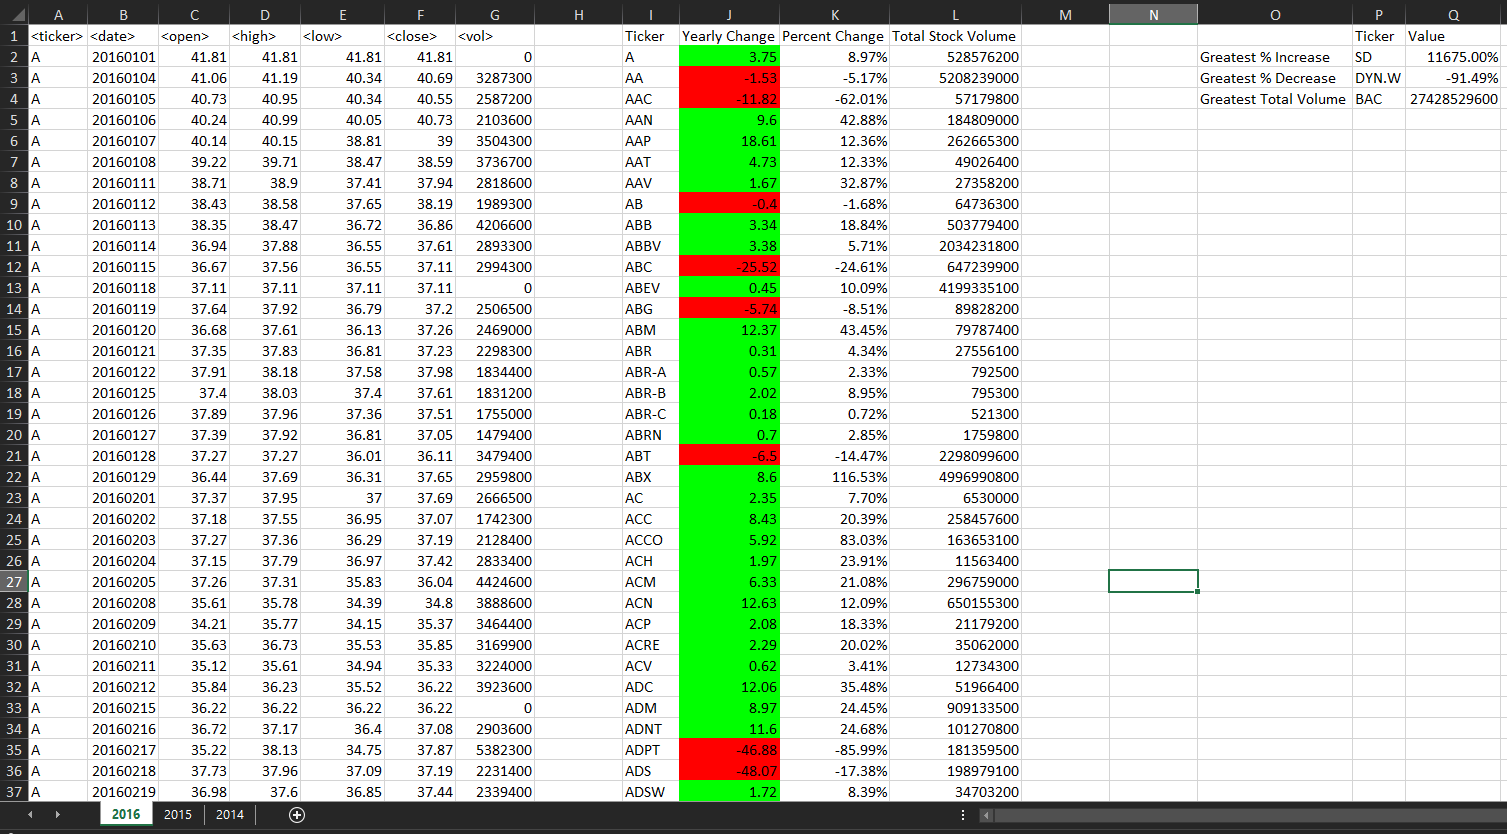 A B C D E F G H I J K L M N O P Q
1 <ticker> <date> <open> <high> <low> <close> <vol> Ticker Yearly Change Percent Change Total Stock Volume Ticker Value
2 A 20160101 41.81 41.81 41.81 41.81 0 A 3.75 8.97% 528576200 Greatest % Increase SD 11675.00%
3 A 20160104 41.06 41.19 40.34 40.69 3287300 AA -1.53 -5.17% 5208239000 Greatest % Decrease DYN.W -91.49%
4 A 20160105 40.73 40.95 40.34 40.55 2587200 AAC -11.82 -62.01% 57179800 Greatest Total Volume BAC 27428529600
5 A 20160106 40.24 40.99 40.05 40.73 2103600 AAN 9.6 42.88% 184809000
6 A 20160107 40.14 40.15 38.81 39 3504300 AAP 18.61 12.36% 262665300
7 A 20160108 39.22 39.71 38.47 38.59 3736700 AAT 4.73 12.33% 49026400
8 A 20160111 38.71 38.9 37.41 37.94 2818600 AAV 1.67 32.87% 27358200
9 A 20160112 38.43 38.58 37.65 38.19 1989300 AB -0.4 -1.68% 64736300
10 A 20160113 38.35 38.47 36.72 36.86 4206600 ABB 3.34 18.84% 503779400
11 A 20160114 36.94 37.88 36.55 37.61 2893300 ABBV 3.38 5.71% 2034231800
12 A 20160115 36.67 37.56 36.55 37.11 2994300 ABC -25.52 -24.61% 647239900
13 A 20160118 37.11 37.11 37.11 37.11 0 ABEV 0.45 10.09% 4199335100
14 A 20160119 37.64 37.92 36.79 37.2 2506500 ABG -5.74 -8.51% 89828200
15 A 20160120 36.68 37.61 36.13 37.26 2469000 ABM 12.37 43.45% 79787400
16 A 20160121 37.35 37.83 36.81 37.23 2298300 ABR 0.31 4.34% 27556100
17 A 20160122 37.91 38.18 37.58 37.98 1834400 ABR-A 0.57 2.33% 792500
18 A 20160125 37.4 38.03 37.4 37.61 1831200 ABR-B 2.02 8.95% 795300
19 A 20160126 37.89 37.96 37.36 37.51 1755000 ABR-C 0.18 0.72% 521300
20 A 20160127 37.39 37.92 36.81 37.05 1479400 ABRN 0.7 2.85% 1759800
21 A 20160128 37.27 37.27 36.01 36.11 3479400 ABT -6.5 -14.47% 2298099600
22 A 20160129 36.44 37.69 36.31 37.65 2959800 ABX 8.6 116.53% 4996990800
23 A 20160201 37.37 37.95 37 37.69 2666500 AC 2.35 7.70% 6530000
24 A 20160202 37.18 37.55 36.95 37.07 1742300 ACC 8.43 20.39% 258457600
25 A 20160203 37.27 37.36 36.29 37.19 2128400 ACCO 5.92 83.03% 163653100
26 A 20160204 37.15 37.79 36.97 37.42 2833400 ACH 1.97 23.91% 11563400
27 A 20160205 37.26 37.31 35.83 36.04 4424600 ACM 6.33 21.08% 296759000
28 A 20160208 35.61 35.78 34.39 34.8 3888600 ACN 12.63 12.09% 650155300
29 A 20160209 34.21 35.77 34.15 35.37 3464400 ACP 2.08 18.33% 21179200
30 A 20160210 35.63 36.73 35.53 35.85 3169900 ACRE 2.29 20.02% 35062000
31 A 20160211 35.12 35.61 34.94 35.33 3224000 ACV 0.62 3.41% 12734300
32 A 20160212 35.84 36.23 35.52 36.22 3923600 ADC 12.06 35.48% 51966400
33 A 20160215 36.22 36.22 36.22 36.22 0 ADM 8.97 24.45% 909133500
34 A 20160216 36.72 37.17 36.4 37.08 2903600 ADNT 11.6 24.68% 101270800
35 A 20160217 35.22 38.13 34.75 37.87 5382300 ADPT -46.88 -85.99% 181359500
36 A 20160218 37.73 37.96 37.09 37.19 2231400 ADS -48.07 -17.38% 198979100
37 A 20160219 36.98 37.6 36.85 37.44 2339400 ADSW 1.72 8.39% 34703200
2016 2015 2014